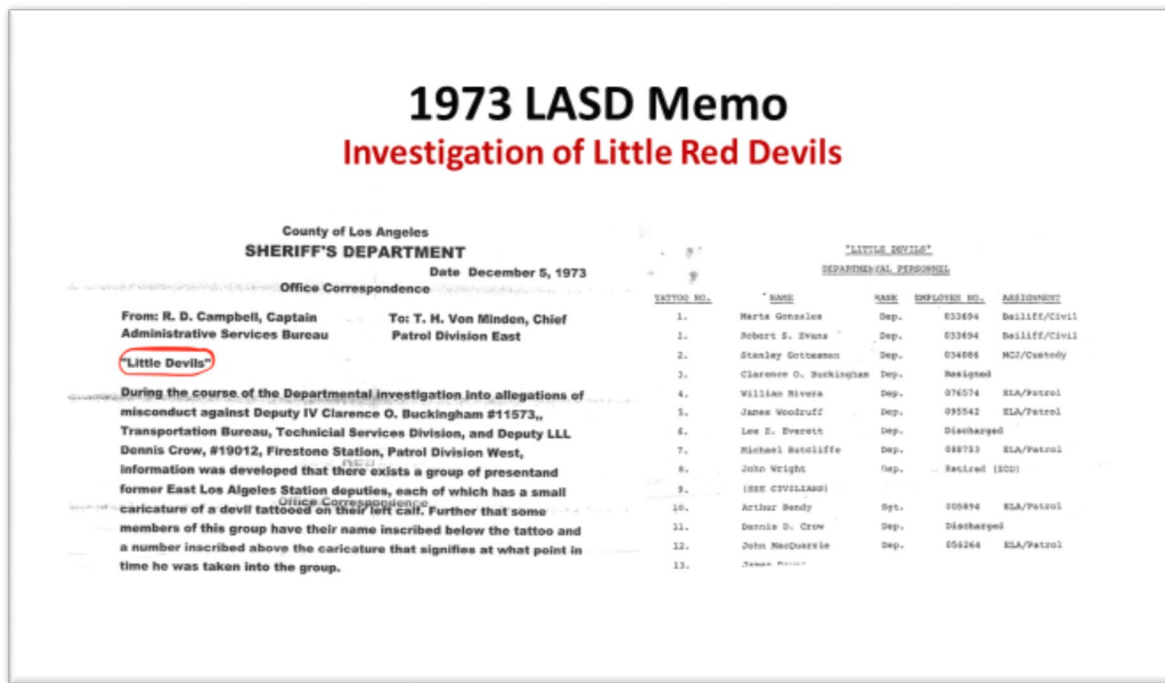 1973 LASD Memo
Investigation of Little Red Devils
County of Los Angeles
SHERIFF'S DEPARTMENT
Date December 5, 1973
Office Correspondence
From: R. D. Campbell, Captain To: T. H. Von Minden, Chief
Administrative Services Bureau Patrol Division East
"Little Devils"
During the course of the Departmental investigation into allegations of
misconduct against Deputy IV Clarence O. Buckingham #11573,,
Transportation Bureau, Technicial Services Division, and Deputy LLL
Dennis Crow, #19012, Firestone Station, Patrol Division West,
information was developed that there exists a group of presentand
former East Los Algeles Station deputies, each of which has a small
Office Correspondence
caricature of a devil tattooed on their left calf. Further that some
members of this group have their name inscribed below the tattoo and
a number inscribed above the caricature that signifies at what point in
time he was taken into the group.
"LITTLE DEVILS"
DEPARTMENTAL PERSONNEL
TATTOO NO. NAME RANK EMPLOYEE NO. ASSIGNMENT
1. Gonzales Dep. 033694 Bailiff/Civil
1. Robert S. Evans Dep. 033694 Bailiff/Civil
2. Stanley Gottesman Dep. MCJ/Custody
3. Clarence O. Buckingham Dep. Resigned
4. William Rivera Dep. 076574 ELA/Patrol
5. James Woodruff Dep. 095542 ELA/Patrol
6. Lee Everett Dep. Discharged
7. Michael Dep. ELA/Patrol
8. John Wright Dep. Retired
9. (SEE CIVILIANS)
10. Arthur Sgt. ELA/Patrol
11. Dennis D. Crow Dep. Discharged
12. John MacQuarrie Dep. 056264 ELA/Patrol
13. James